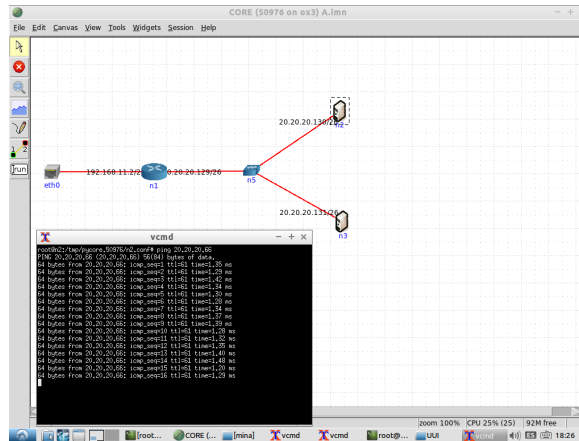 CORE (50976 on ox3) A.imn
File Edit Canvas View Tools Widgets Session Help
20.20.20.130/26
n2
192.168.11.2/2
0.20.20.129/26
eth0
n1
n5
20.20.20.131/26
n3
run
vcmd
root@n2:/tmp/pycore.50976/n2.conf# ping 20.20.20.66
PING 20.20.20.66 (20.20.20.66) 56(84) bytes of data.
64 bytes from 20.20.20.66: icmp_seq=1 ttl=61 time=1.35 ms
64 bytes from 20.20.20.66: icmp_seq=2 ttl=61 time=1.29 ms
64 bytes from 20.20.20.66: icmp_seq=3 ttl=61 time=1.42 ms
64 bytes from 20.20.20.66: icmp_seq=4 ttl=61 time=1.34 ms
64 bytes from 20.20.20.66: icmp_seq=5 ttl=61 time=1.30 ms
64 bytes from 20.20.20.66: icmp_seq=6 ttl=61 time=1.28 ms
64 bytes from 20.20.20.66: icmp_seq=7 ttl=61 time=1.34 ms
64 bytes from 20.20.20.66: icmp_seq=8 ttl=61 time=1.37 ms
64 bytes from 20.20.20.66: icmp_seq=9 ttl=61 time=1.39 ms
64 bytes from 20.20.20.66: icmp_seq=10 ttl=61 time=1.28 ms
64 bytes from 20.20.20.66: icmp_seq=11 ttl=61 time=1.32 ms
64 bytes from 20.20.20.66: icmp_seq=12 ttl=61 time=1.35 ms
64 bytes from 20.20.20.66: icmp_seq=13 ttl=61 time=1.40 ms
64 bytes from 20.20.20.66: icmp_seq=14 ttl=61 time=1.48 ms
64 bytes from 20.20.20.66: icmp_seq=15 ttl=61 time=1.20 ms
64 bytes from 20.20.20.66: icmp_seq=16 ttl=61 time=1.29 ms
zoom 100% CPU 25% (25) 92M free
[root... CORE (... [mina] vcmd vcmd root@... UUI vcmd ES 18:26